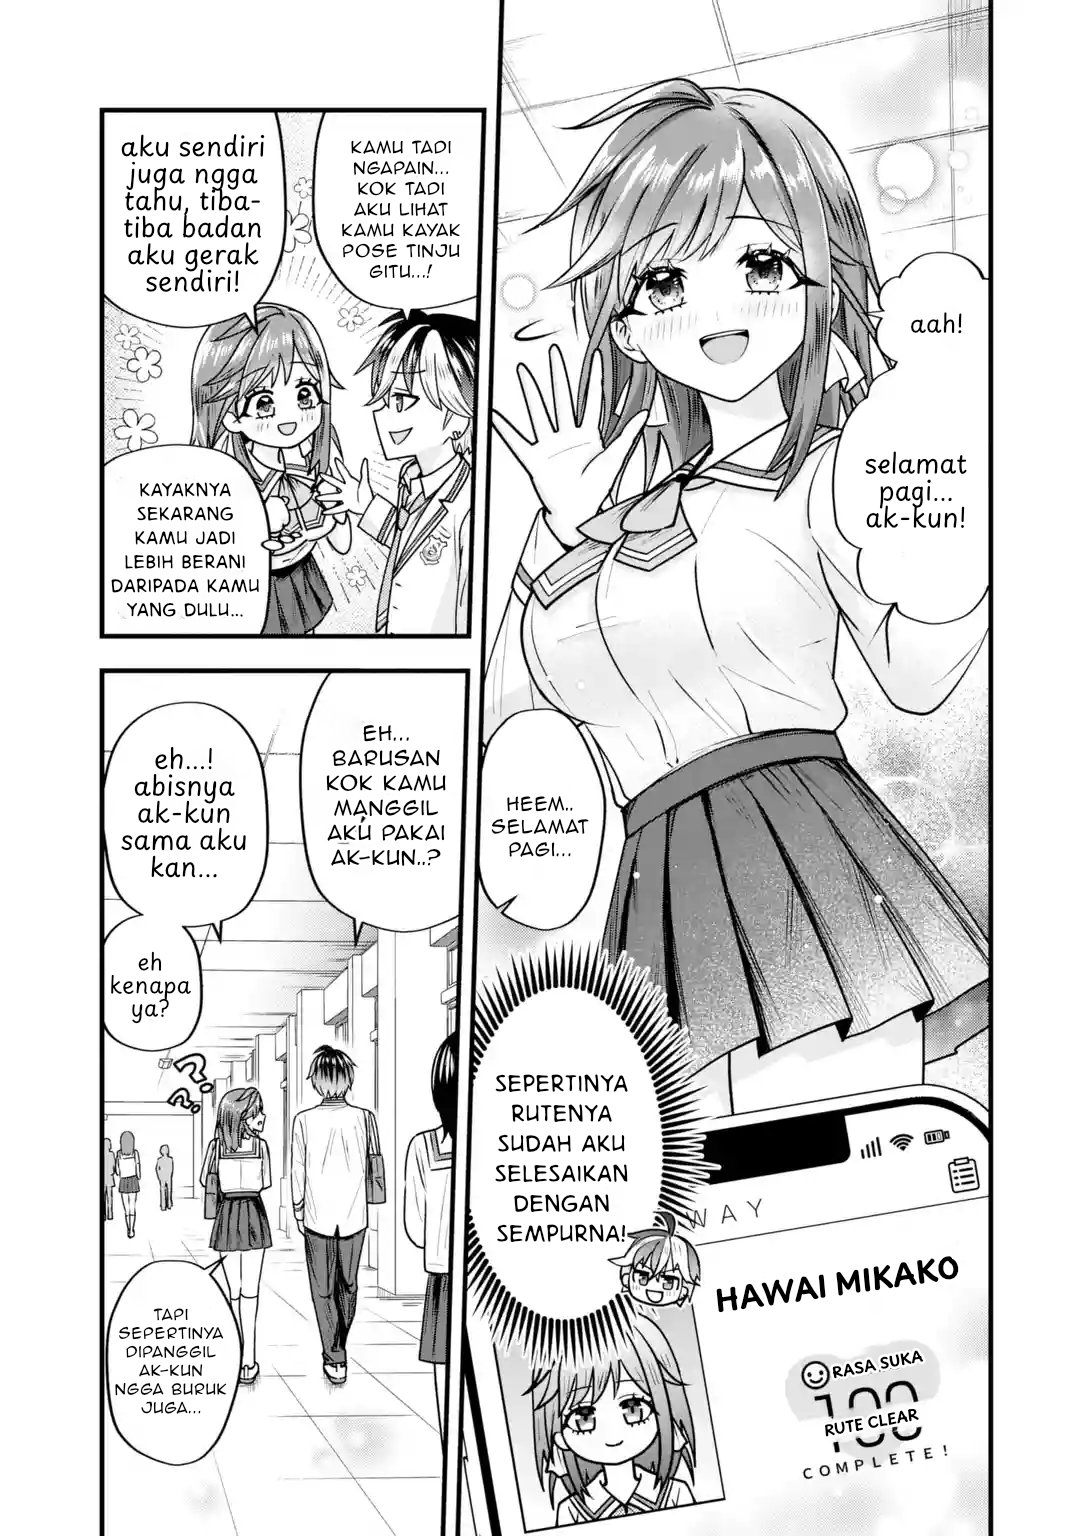 aah!
selamat
pagi...
ak-kun!
HEEM..
SELAMAT
PAGI...
SEPERTINYA
RUTENYA
SUDAH AKU
SELESAIKAN
DENGAN
SEMPURNA!
WAY
HAWAI MIKAKO
RASA SUKA
100
RUTE CLEAR
COMPLETE!
KAMU TADI
NGAPAIN...
KOK TADI
AKU LIHAT
KAMU KAYAK
POSE TINJU
GITU...!
aku sendiri
juga ngga
tahu, tiba-
tiba badan
aku gerak
sendiri!
KAYAKNYA
SEKARANG
KAMU JADI
LEBIH BERANI
DARIPADA KAMU
YANG DULU...
EH...
BARUSAN
KOK KAMU
MANGGIL
AKU PAKAI
AK-KUN..?
eh...!
abisnya
ak-kun
sama aku
kan...
eh
kenapa
ya?
?
?
TAPI
SEPERTINYA
DIPANGGIL
AK-KUN
NGGA BURUK
JUGA...